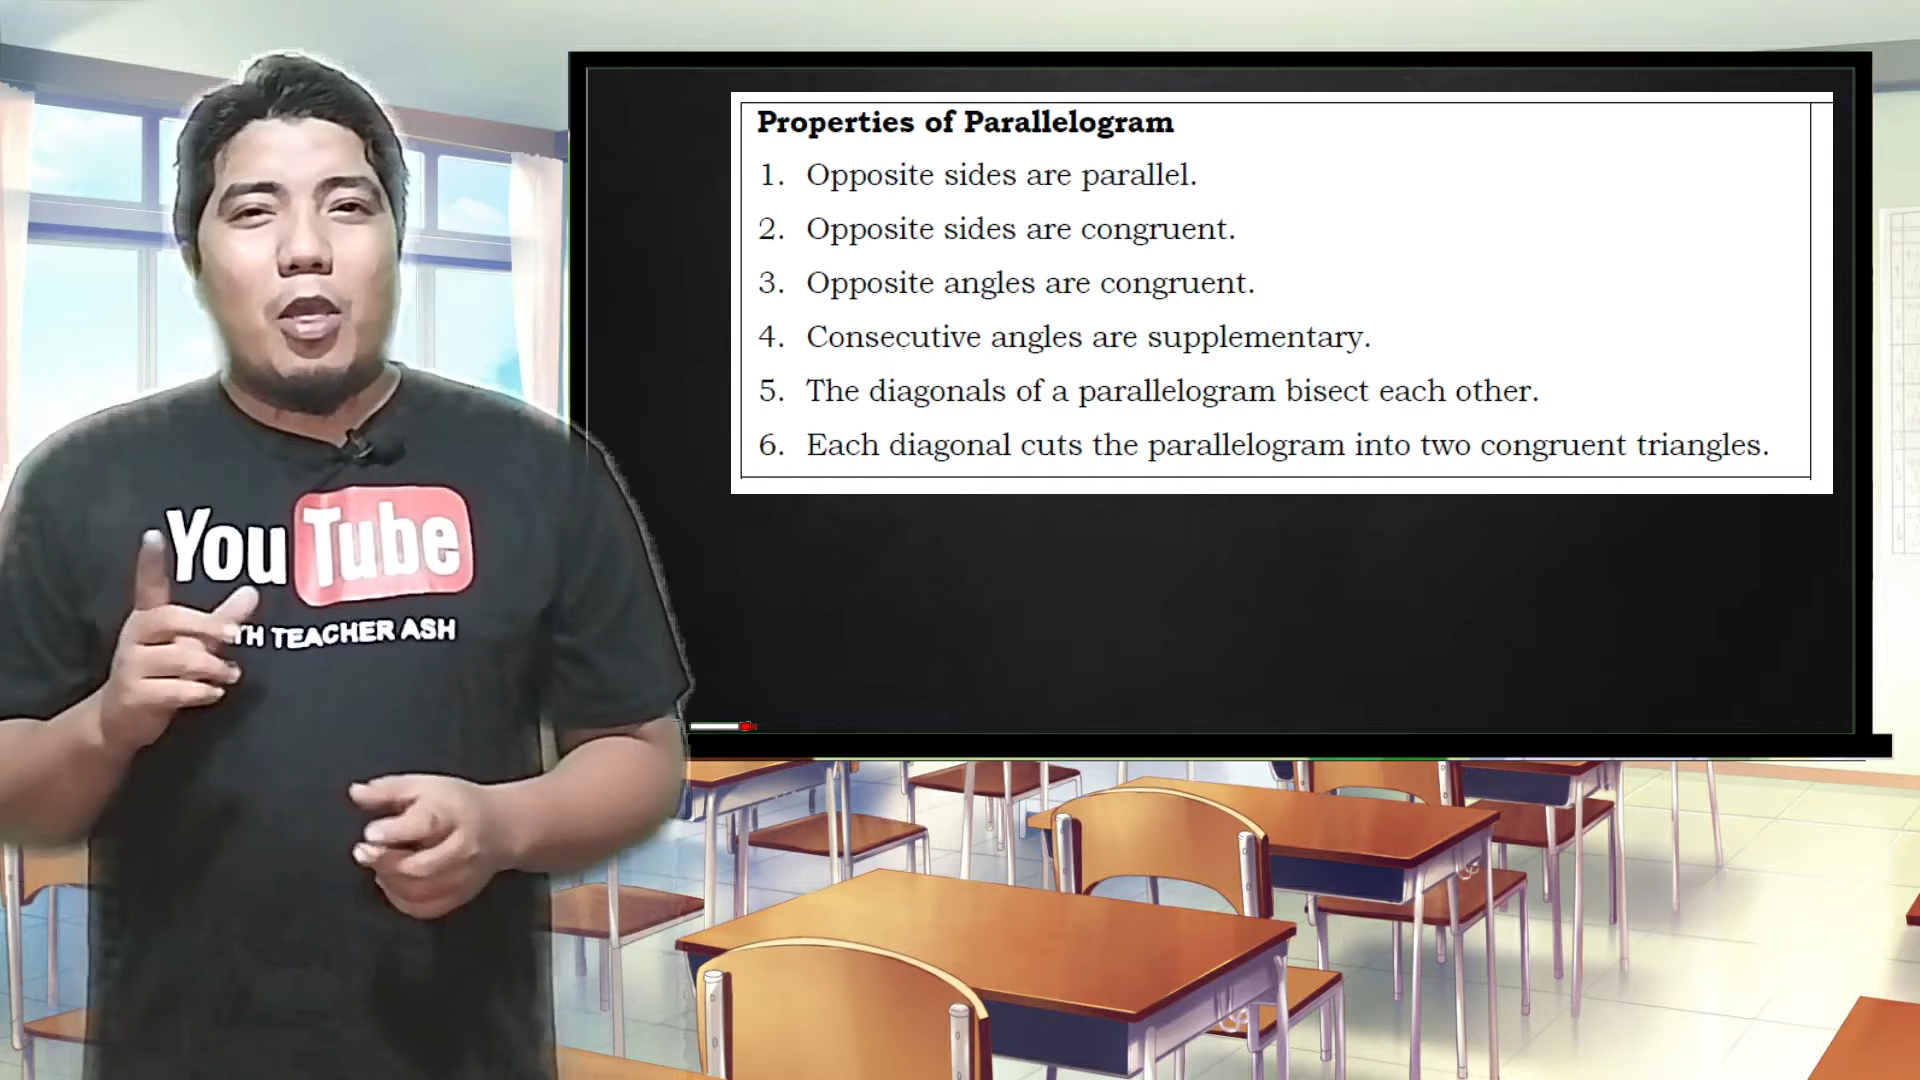 Properties of Parallelogram
1. Opposite sides are parallel.
2. Opposite sides are congruent.
3. Opposite angles are congruent.
4. Consecutive angles are supplementary.
5. The diagonals of a parallelogram bisect each other.
6. Each diagonal cuts the parallelogram into two congruent triangles.
YouTube
TEACHER ASH